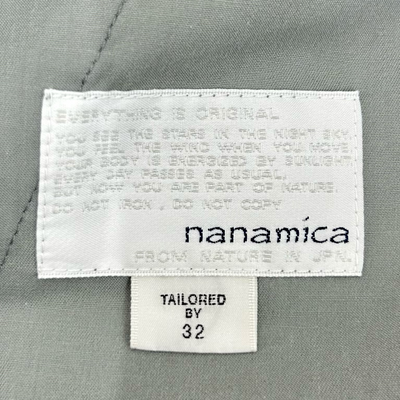 EVERYTHING IS ORIGINAL.
YOU SEE THE STARS IN THE NIGHT SKY.
YOU FEEL THE WIND WHEN YOU MOVE.
YOUR BODY IS ENERGIZED BY SUNLIGHT.
EVERY DAY PASSES AS USUAL.
BUT NOW YOU ARE PART OF NATURE.
DO NOT IRON, DO NOT COPY
nanamica
FROM NATURE IN JPN.
TAILORED
BY
32